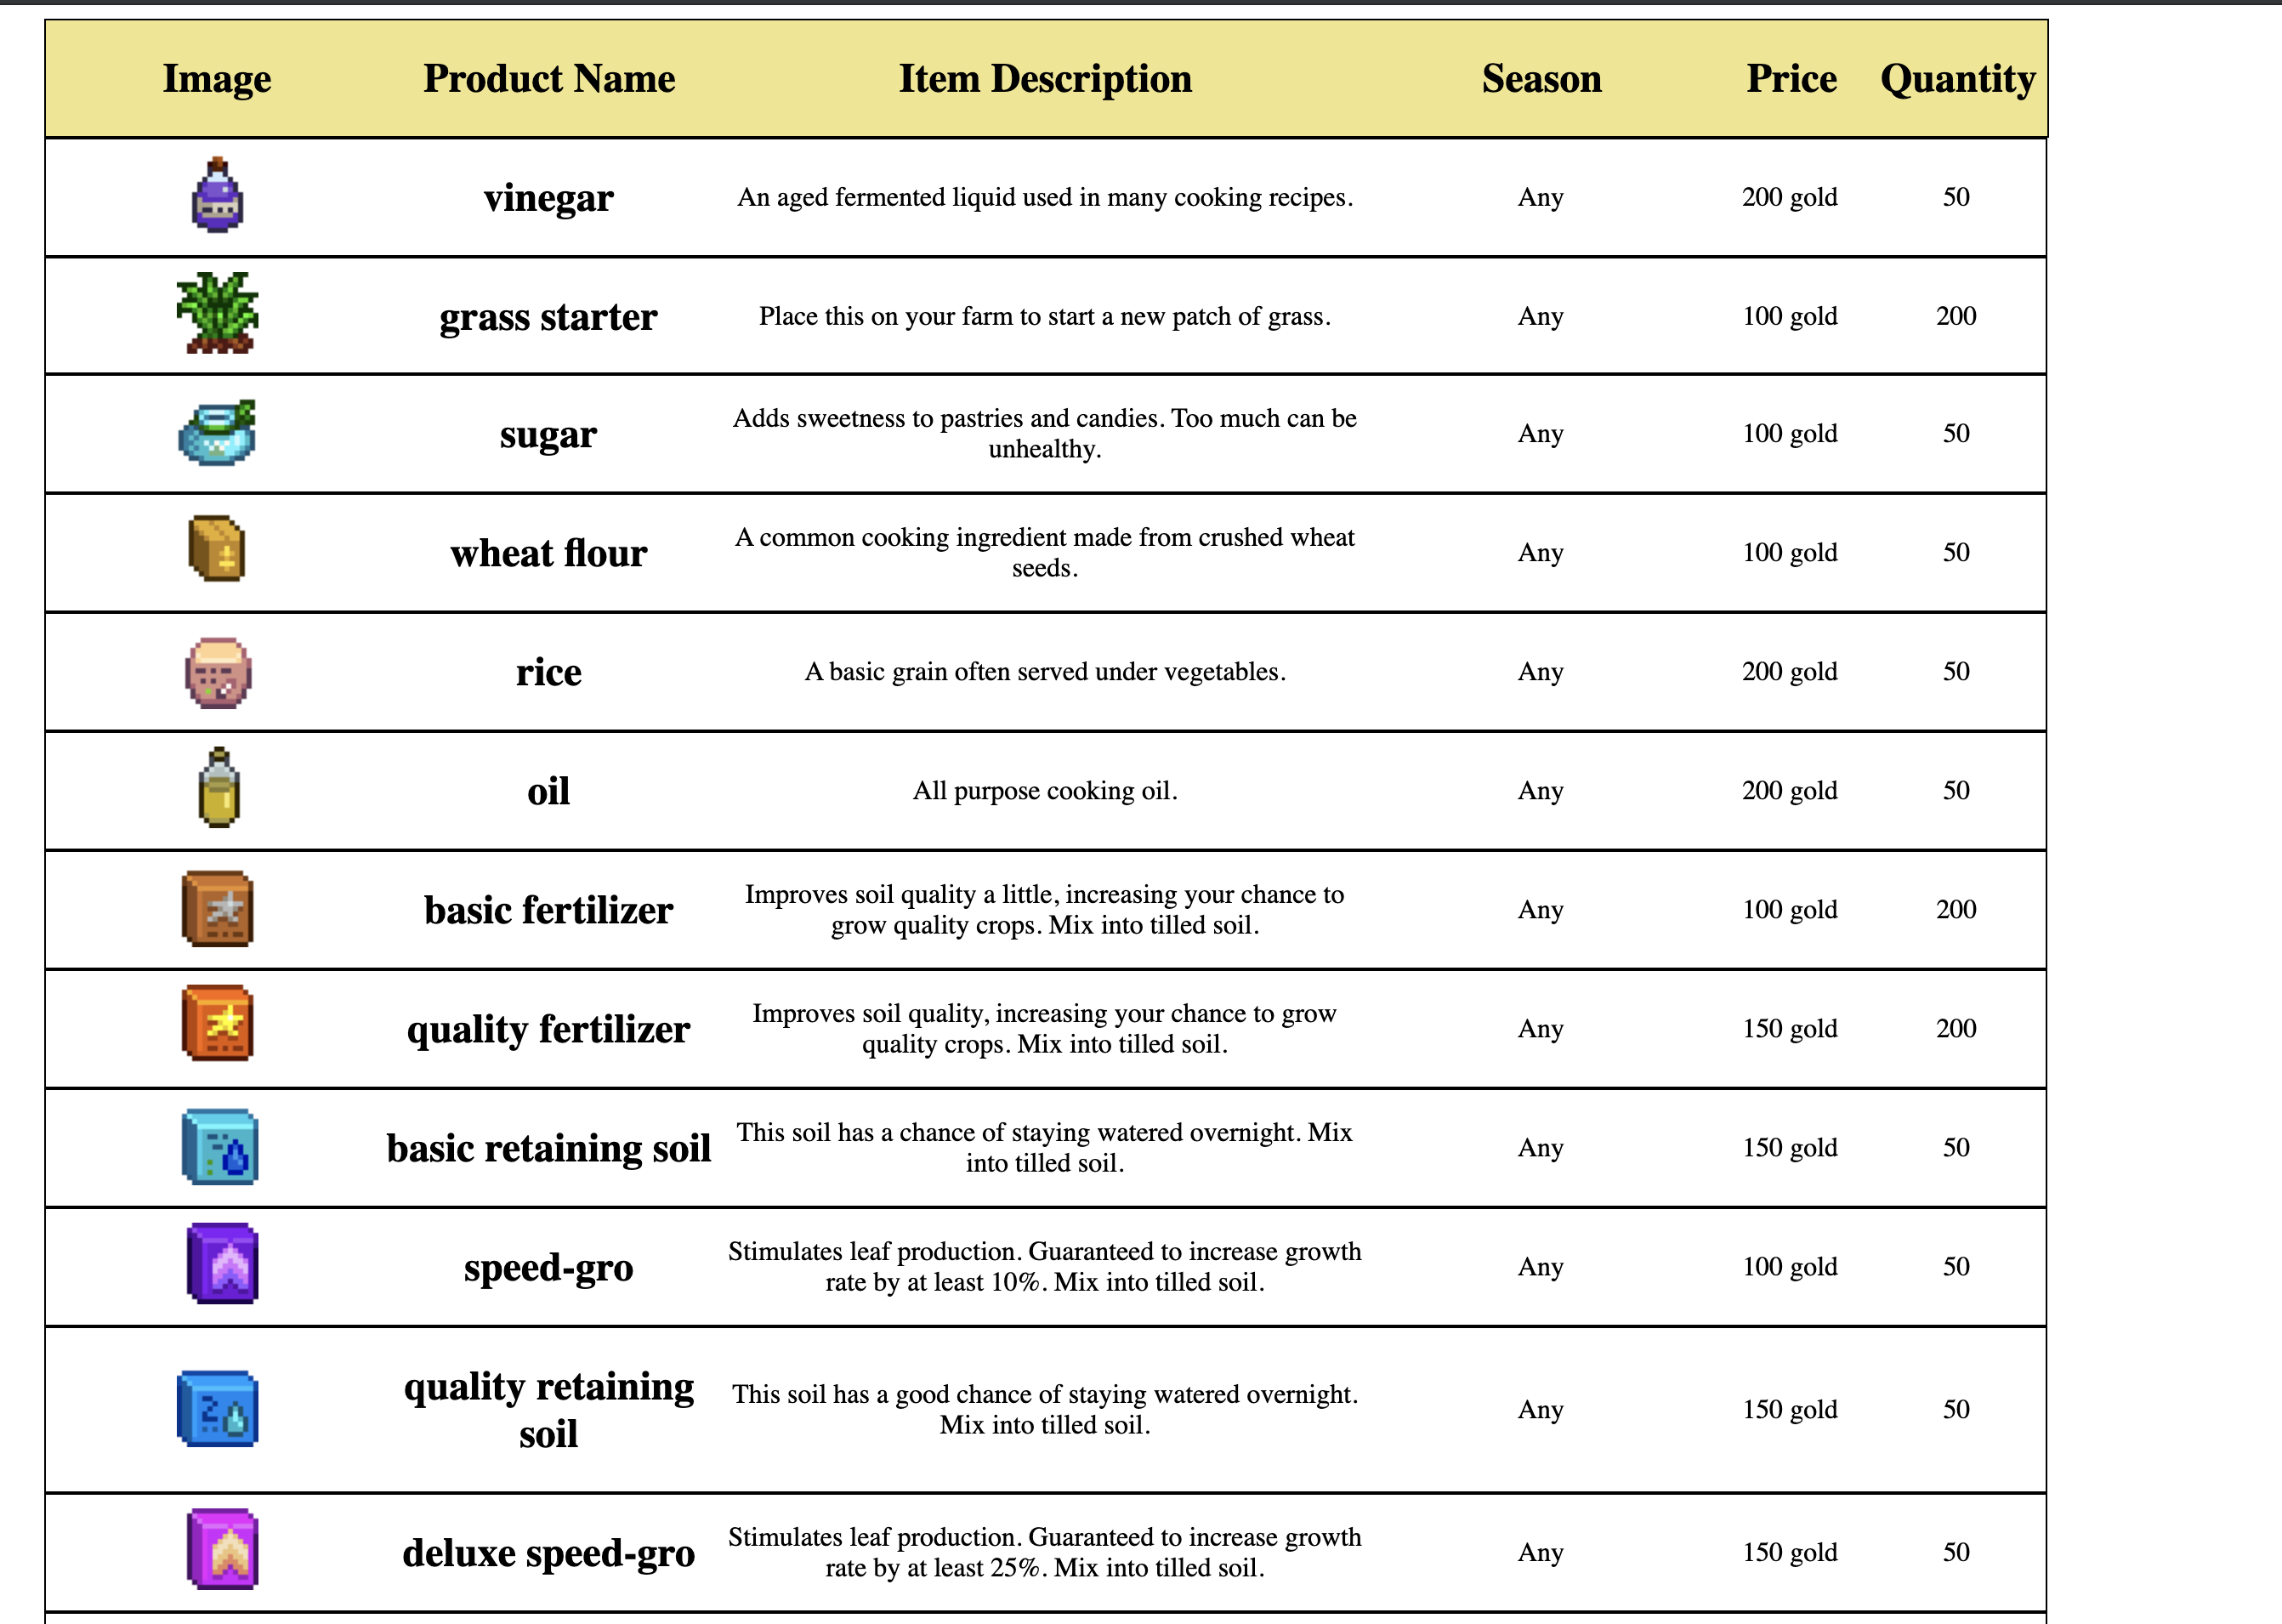 Image Product Name Item Description Season Price Quantity
vinegar An aged fermented liquid used in many cooking recipes. Any 200 gold 50
grass starter Place this on your farm to start a new patch of grass. Any 100 gold 200
sugar Adds sweetness to pastries and candies. Too much can be
unhealthy. Any 100 gold 50
wheat flour A common cooking ingredient made from crushed wheat
seeds. Any 100 gold 50
rice A basic grain often served under vegetables. Any 200 gold 50
oil All purpose cooking oil. Any 200 gold 50
basic fertilizer Improves soil quality a little, increasing your chance to
grow quality crops. Mix into tilled soil. Any 100 gold 200
quality fertilizer Improves soil quality, increasing your chance to grow
quality crops. Mix into tilled soil. Any 150 gold 200
basic retaining soil This soil has a chance of staying watered overnight. Mix
into tilled soil. Any 150 gold 50
speed-gro Stimulates leaf production. Guaranteed to increase growth
rate by at least 10%. Mix into tilled soil. Any 100 gold 50
quality retaining
soil This soil has a good chance of staying watered overnight.
Mix into tilled soil. Any 150 gold 50
deluxe speed-gro Stimulates leaf production. Guaranteed to increase growth
rate by at least 25%. Mix into tilled soil. Any 150 gold 50